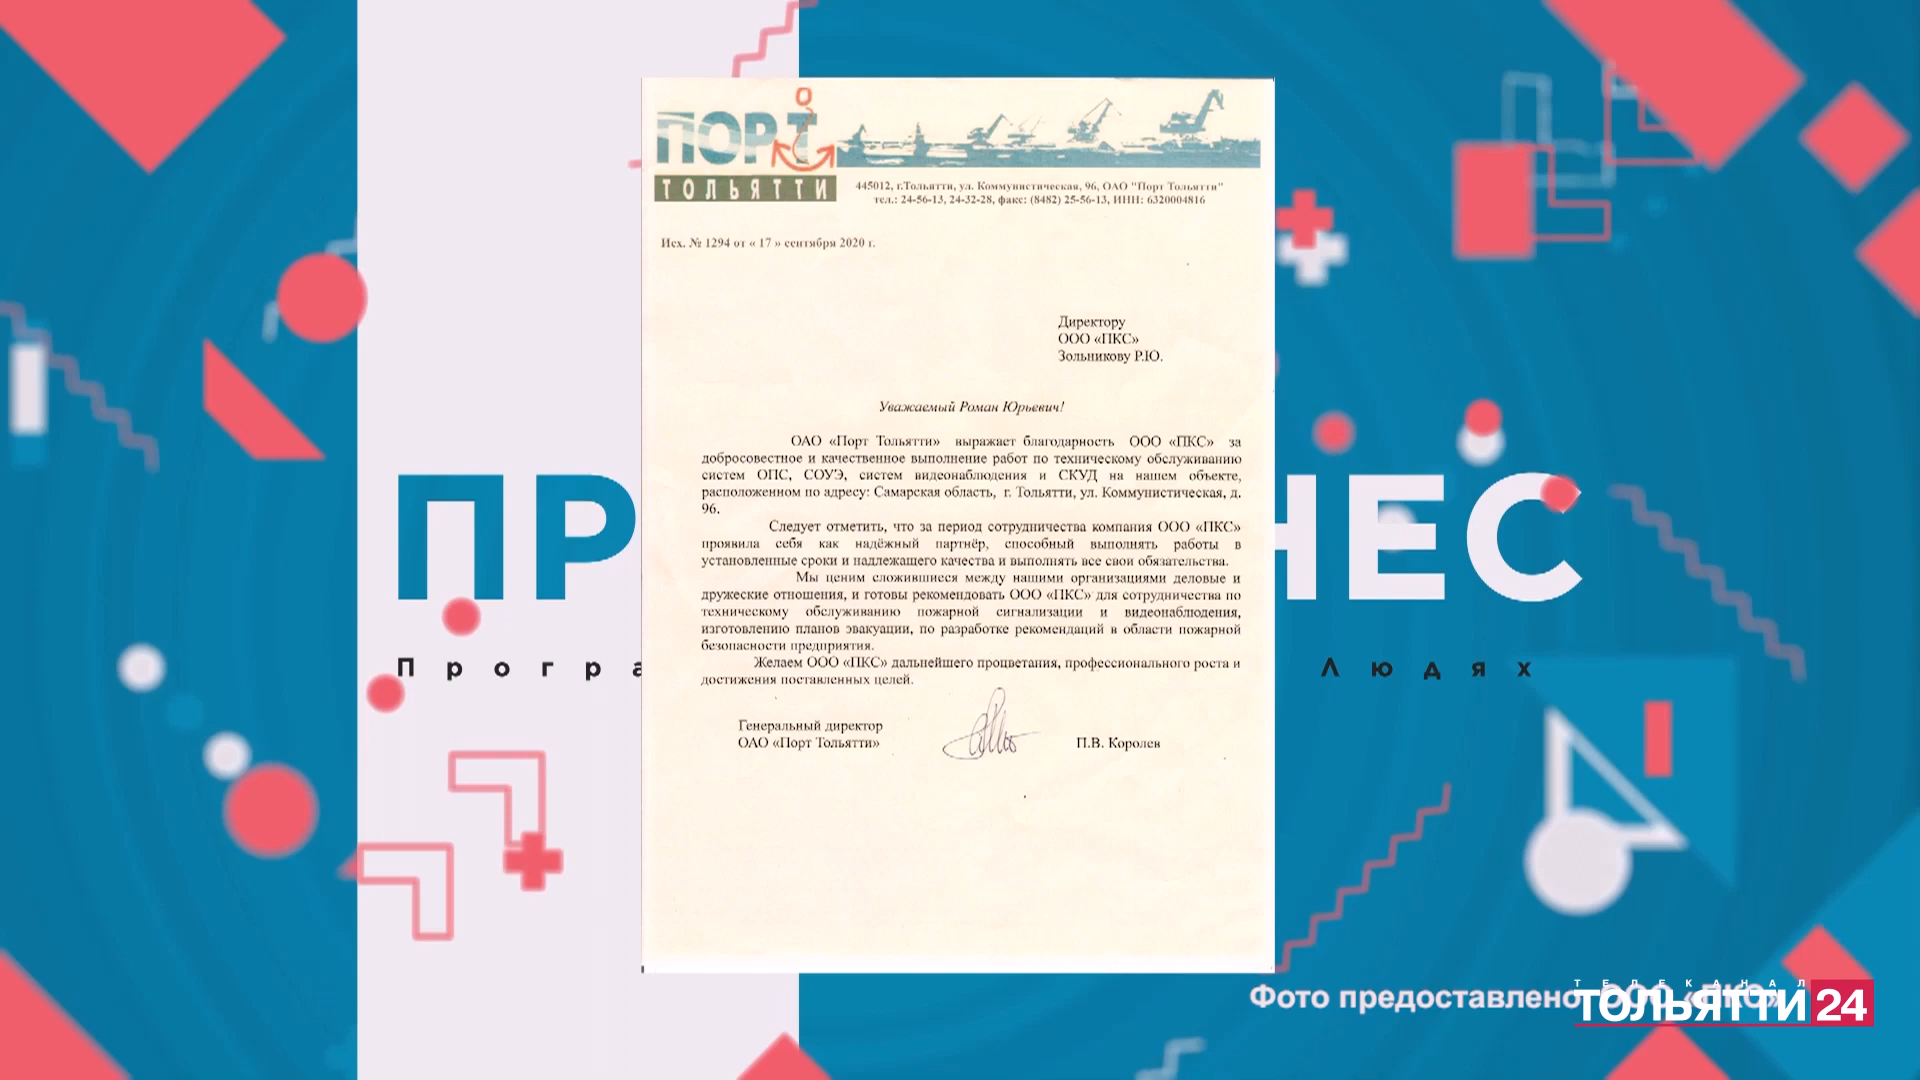 ПОРТ
ТОЛЬЯТТИ
445012, г.Тольятти, ул. Коммунистическая, 96, ОАО "Порт Тольятти"
тел.: 24-56-13, 24-32-28, факс: (8482) 25-56-13, ИНН: 6320004816
Исх. № 1294 от « 17 » сентября 2020 г.
Директору
ООО «ПКС»
Зольникову Р.Ю.
Уважаемый Роман Юрьевич!
ОАО «Порт Тольятти» выражает благодарность ООО «ПКС» за
добросовестное и качественное выполнение работ по техническому обслуживанию
систем ОПС, СОУЭ, систем видеонаблюдения и СКУД на нашем объекте,
расположенном по адресу: Самарская область, г. Тольятти, ул. Коммунистическая, д.
96.
Следует отметить, что за период сотрудничества компания ООО «ПКС»
проявила себя как надёжный партнёр, способный выполнять работы в
установленные сроки и надлежащего качества и выполнять все свои обязательства.
Мы ценим сложившиеся между нашими организациями деловые и
дружеские отношения, и готовы рекомендовать ООО «ПКС» для сотрудничества по
техническому обслуживанию пожарной сигнализации и видеонаблюдения,
изготовлению планов эвакуации, по разработке рекомендаций в области пожарной
безопасности предприятия.
Желаем ООО «ПКС» дальнейшего процветания, профессионального роста и
достижения поставленных целей.
Генеральный директор
ОАО «Порт Тольятти» П.В. Королев
ПР НЕС
Програ Людях
Фото предоставлено ООО «ПКС»
ТЕЛЕКАНАЛ
ТОЛЬЯТТИ 24